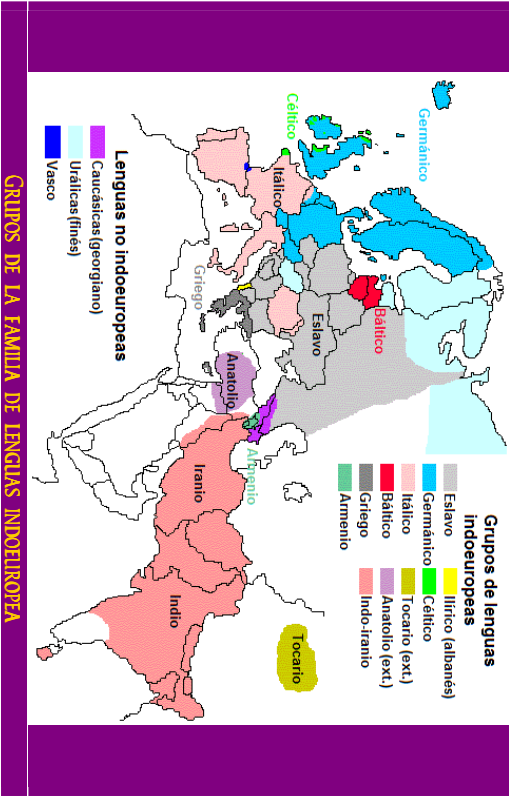 Germánico
Céltico
Itálico
Báltico
Eslavo
Griego
Anatolio
Armenio
Iranio
Indio
Tocario
Grupos de lenguas
indoeuropeas
Eslavo
Ilírico (albanés)
Germánico
Céltico
Itálico
Tocario (ext.)
Báltico
Anatolio (ext.)
Griego
Indo-iranio
Armenio
Lenguas no indoeuropeas
Caucásicas (georgiano)
Urálicas (finés)
Vasco
GRUPOS DE LA FAMILIA DE LENGUAS INDOEUROPEA